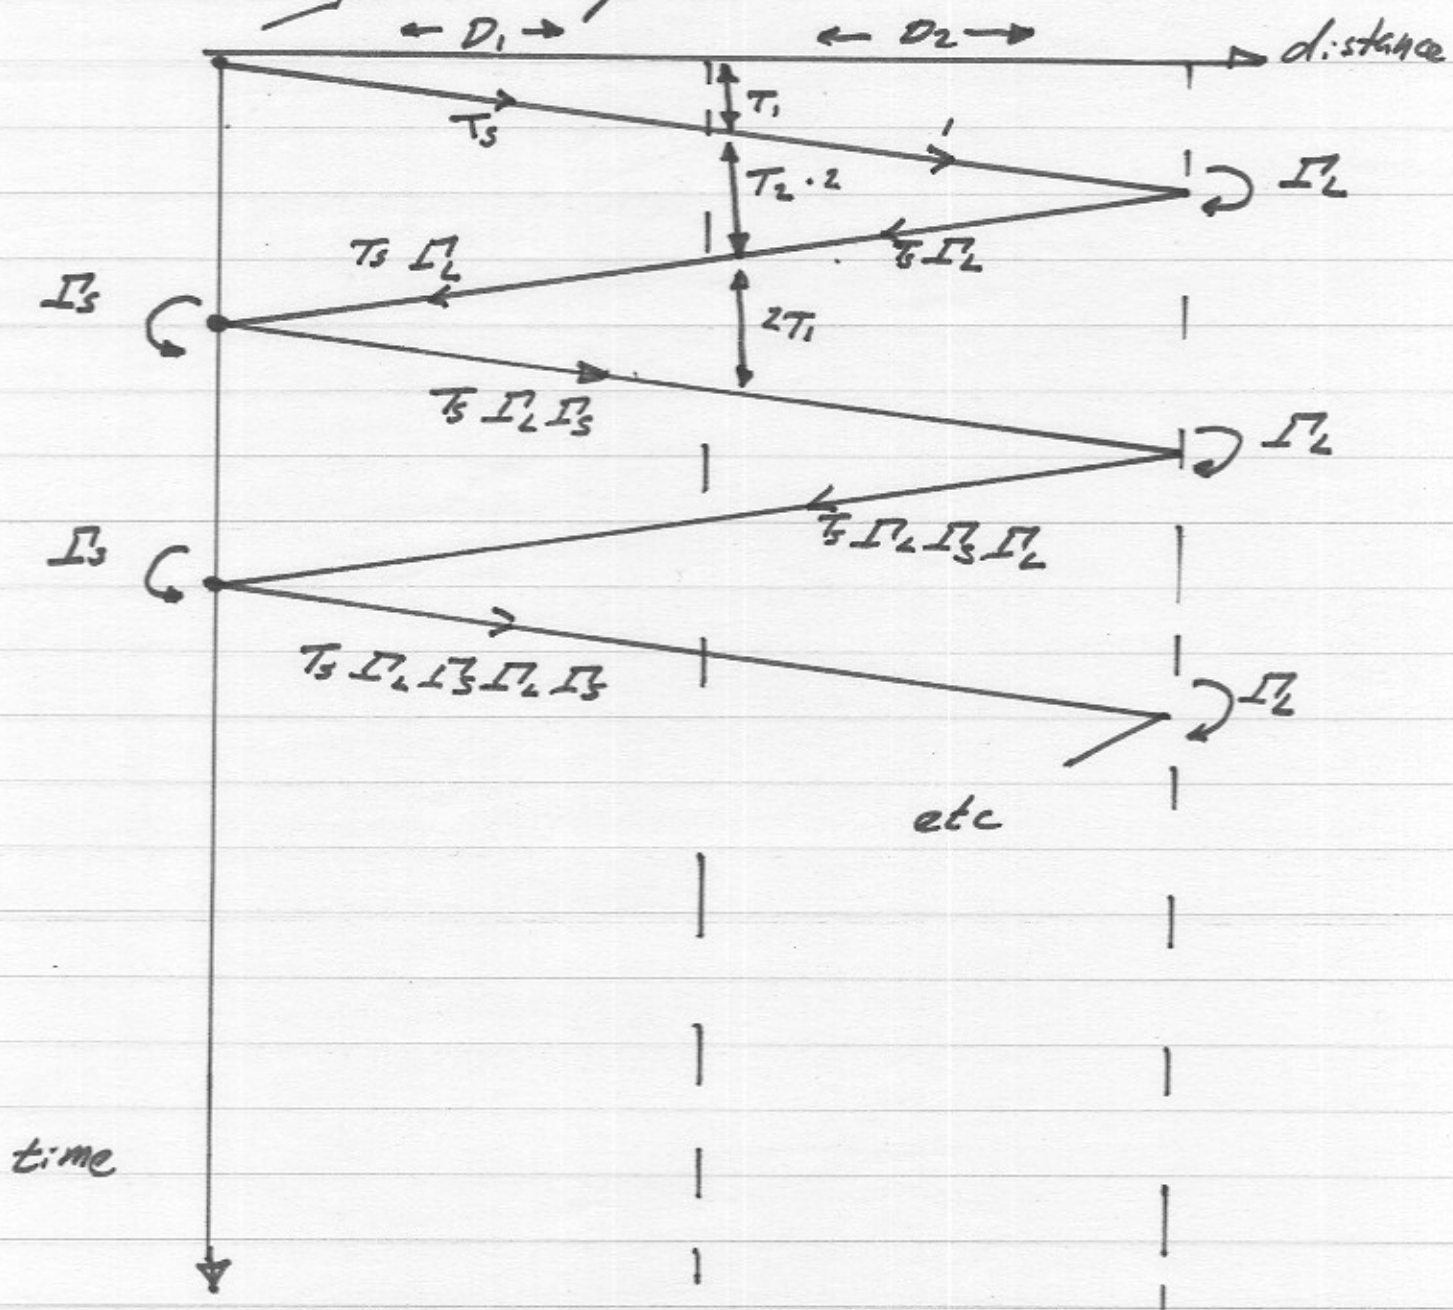 ← D₁ → ← D₂ → distance
T₁
Tₛ
T₂·2 Γ_L
Tₛ Γ_L Tₛ Γ_L
Γₛ
2T₁
Tₛ Γ_L Γₛ Γ_L
Tₛ Γ_L Γₛ Γ_L
Γₛ
Tₛ Γ_L Γₛ Γ_L Γₛ Γ_L
etc
time